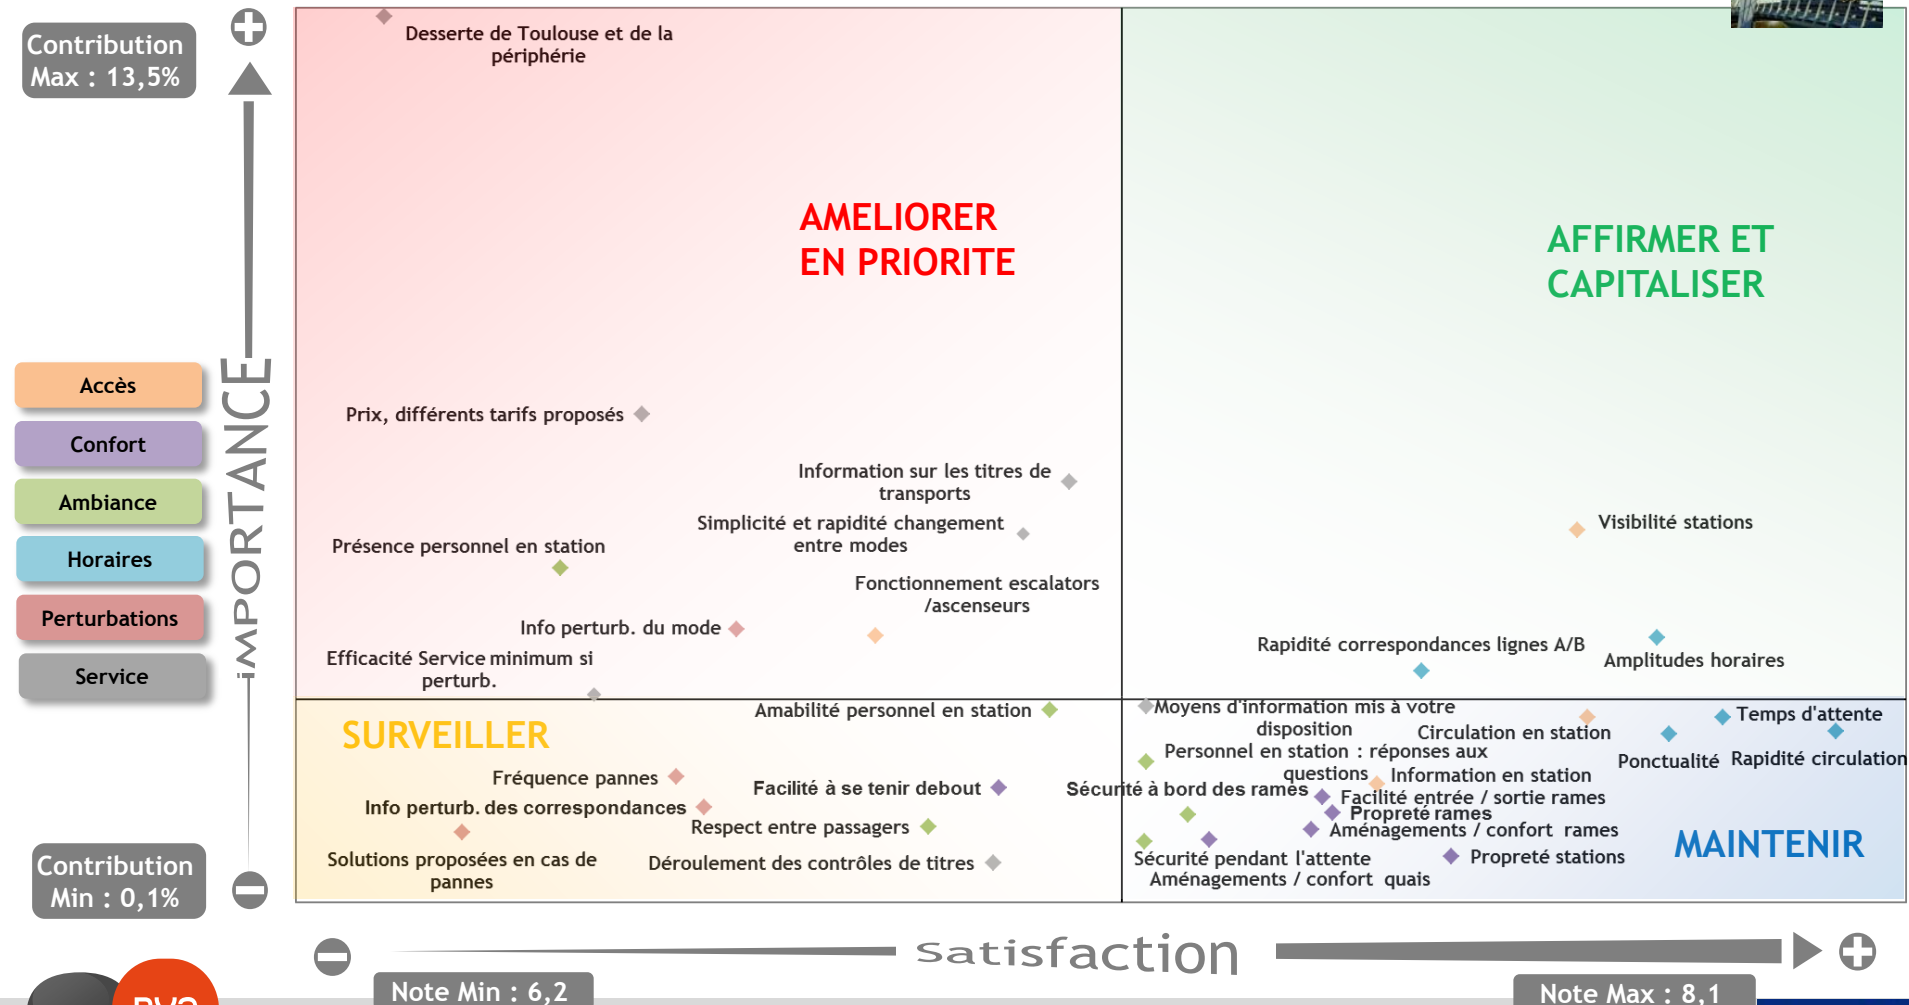 Contribution
Max : 13,5%
Desserte de Toulouse et de la
périphérie
AMELIORER
EN PRIORITE
AFFIRMER ET
CAPITALISER
Accès
Confort
Ambiance
Horaires
Perturbations
Service
iMPORTANCE
Prix, différents tarifs proposés
Information sur les titres de
transports
Simplicité et rapidité changement
entre modes
Présence personnel en station
Fonctionnement escalators
/ascenseurs
Info perturb. du mode
Efficacité Service minimum si
perturb.
Visibilité stations
Rapidité correspondances lignes A/B
Amplitudes horaires
SURVEILLER
Amabilité personnel en station
Fréquence pannes
Facilité à se tenir debout
Info perturb. des correspondances
Respect entre passagers
Solutions proposées en cas de
pannes
Déroulement des contrôles de titres
Moyens d'information mis à votre
disposition
Circulation en station
Temps d'attente
Ponctualité
Rapidité circulation
Personnel en station : réponses aux
questions
Information en station
Sécurité à bord des rames
Facilité entrée / sortie rames
Propreté rames
Aménagements / confort rames
MAINTENIR
Sécurité pendant l'attente
Propreté stations
Aménagements / confort quais
Contribution
Min : 0,1%
Satisfaction
Note Min : 6,2
Note Max : 8,1